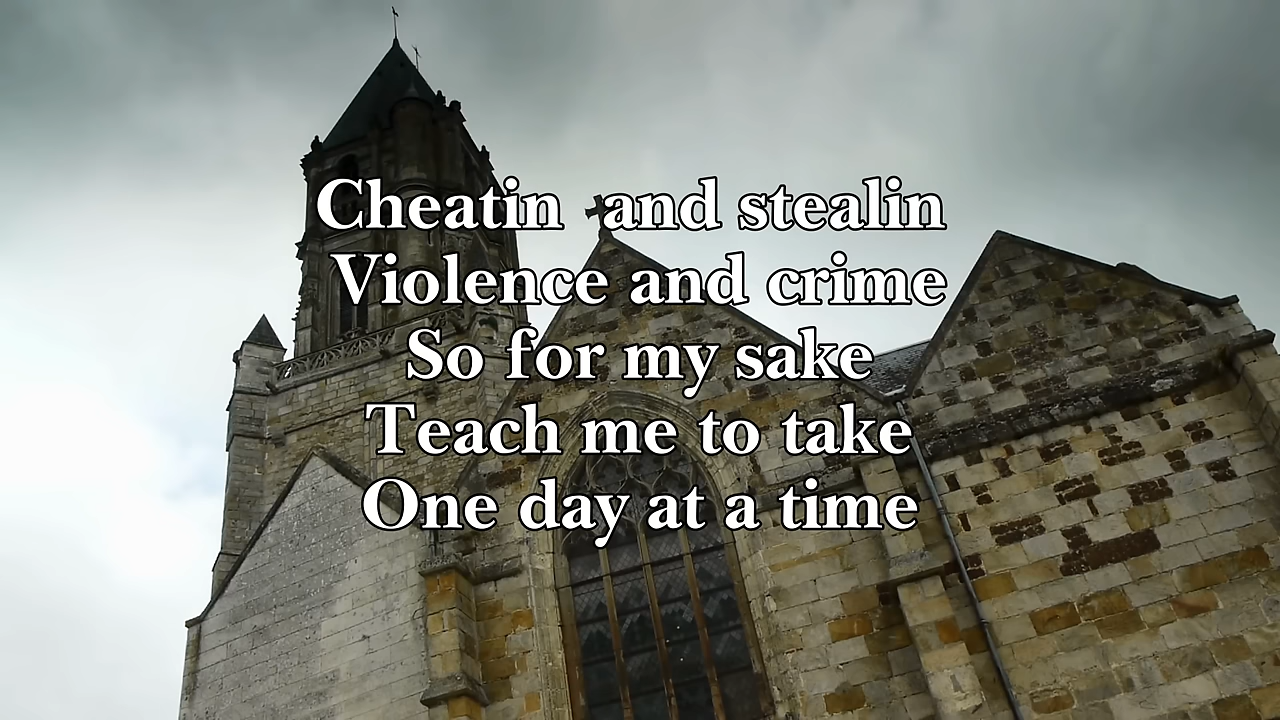 Cheatin  and stealin
Violence and crime
So for my sake
Teach me to take
One day at a time